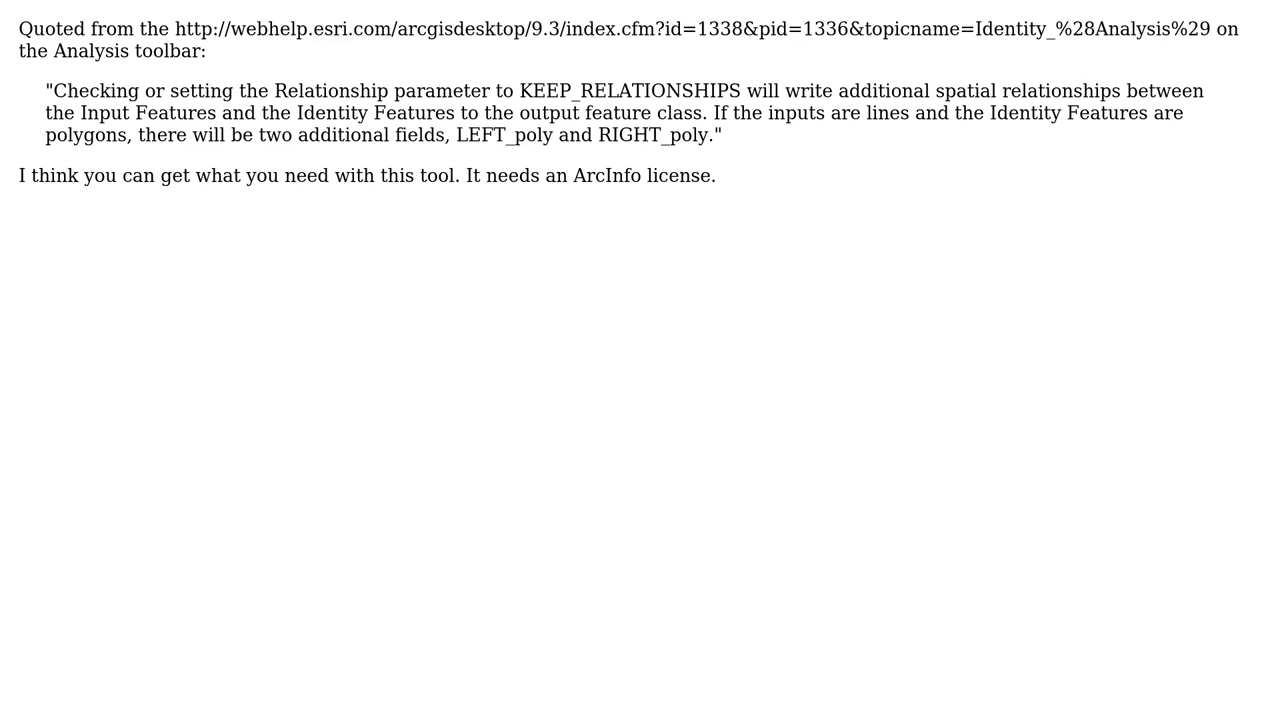 Quoted from the http://webhelp.esri.com/arcgisdesktop/9.3/index.cfm?id=1338&pid=1336&topicname=Identity_%28Analysis%29 on
the Analysis toolbar:
"Checking or setting the Relationship parameter to KEEP_RELATIONSHIPS will write additional spatial relationships between
the Input Features and the Identity Features to the output feature class. If the inputs are lines and the Identity Features are
polygons, there will be two additional fields, LEFT_poly and RIGHT_poly."
I think you can get what you need with this tool. It needs an ArcInfo license.